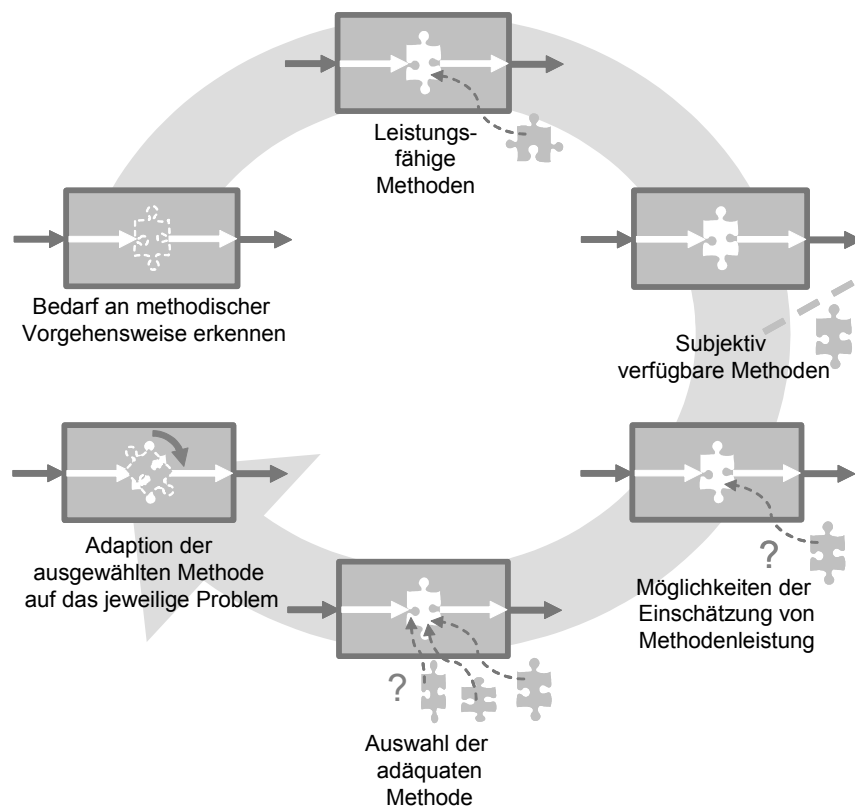 Leistungs-
fähige
Methoden
Bedarf an methodischer
Vorgehensweise erkennen
Subjektiv
verfügbare Methoden
Adaption der
ausgewählten Methode
auf das jeweilige Problem
?
Möglichkeiten der
Einschätzung von
Methodenleistung
?
Auswahl der
adäquaten
Methode